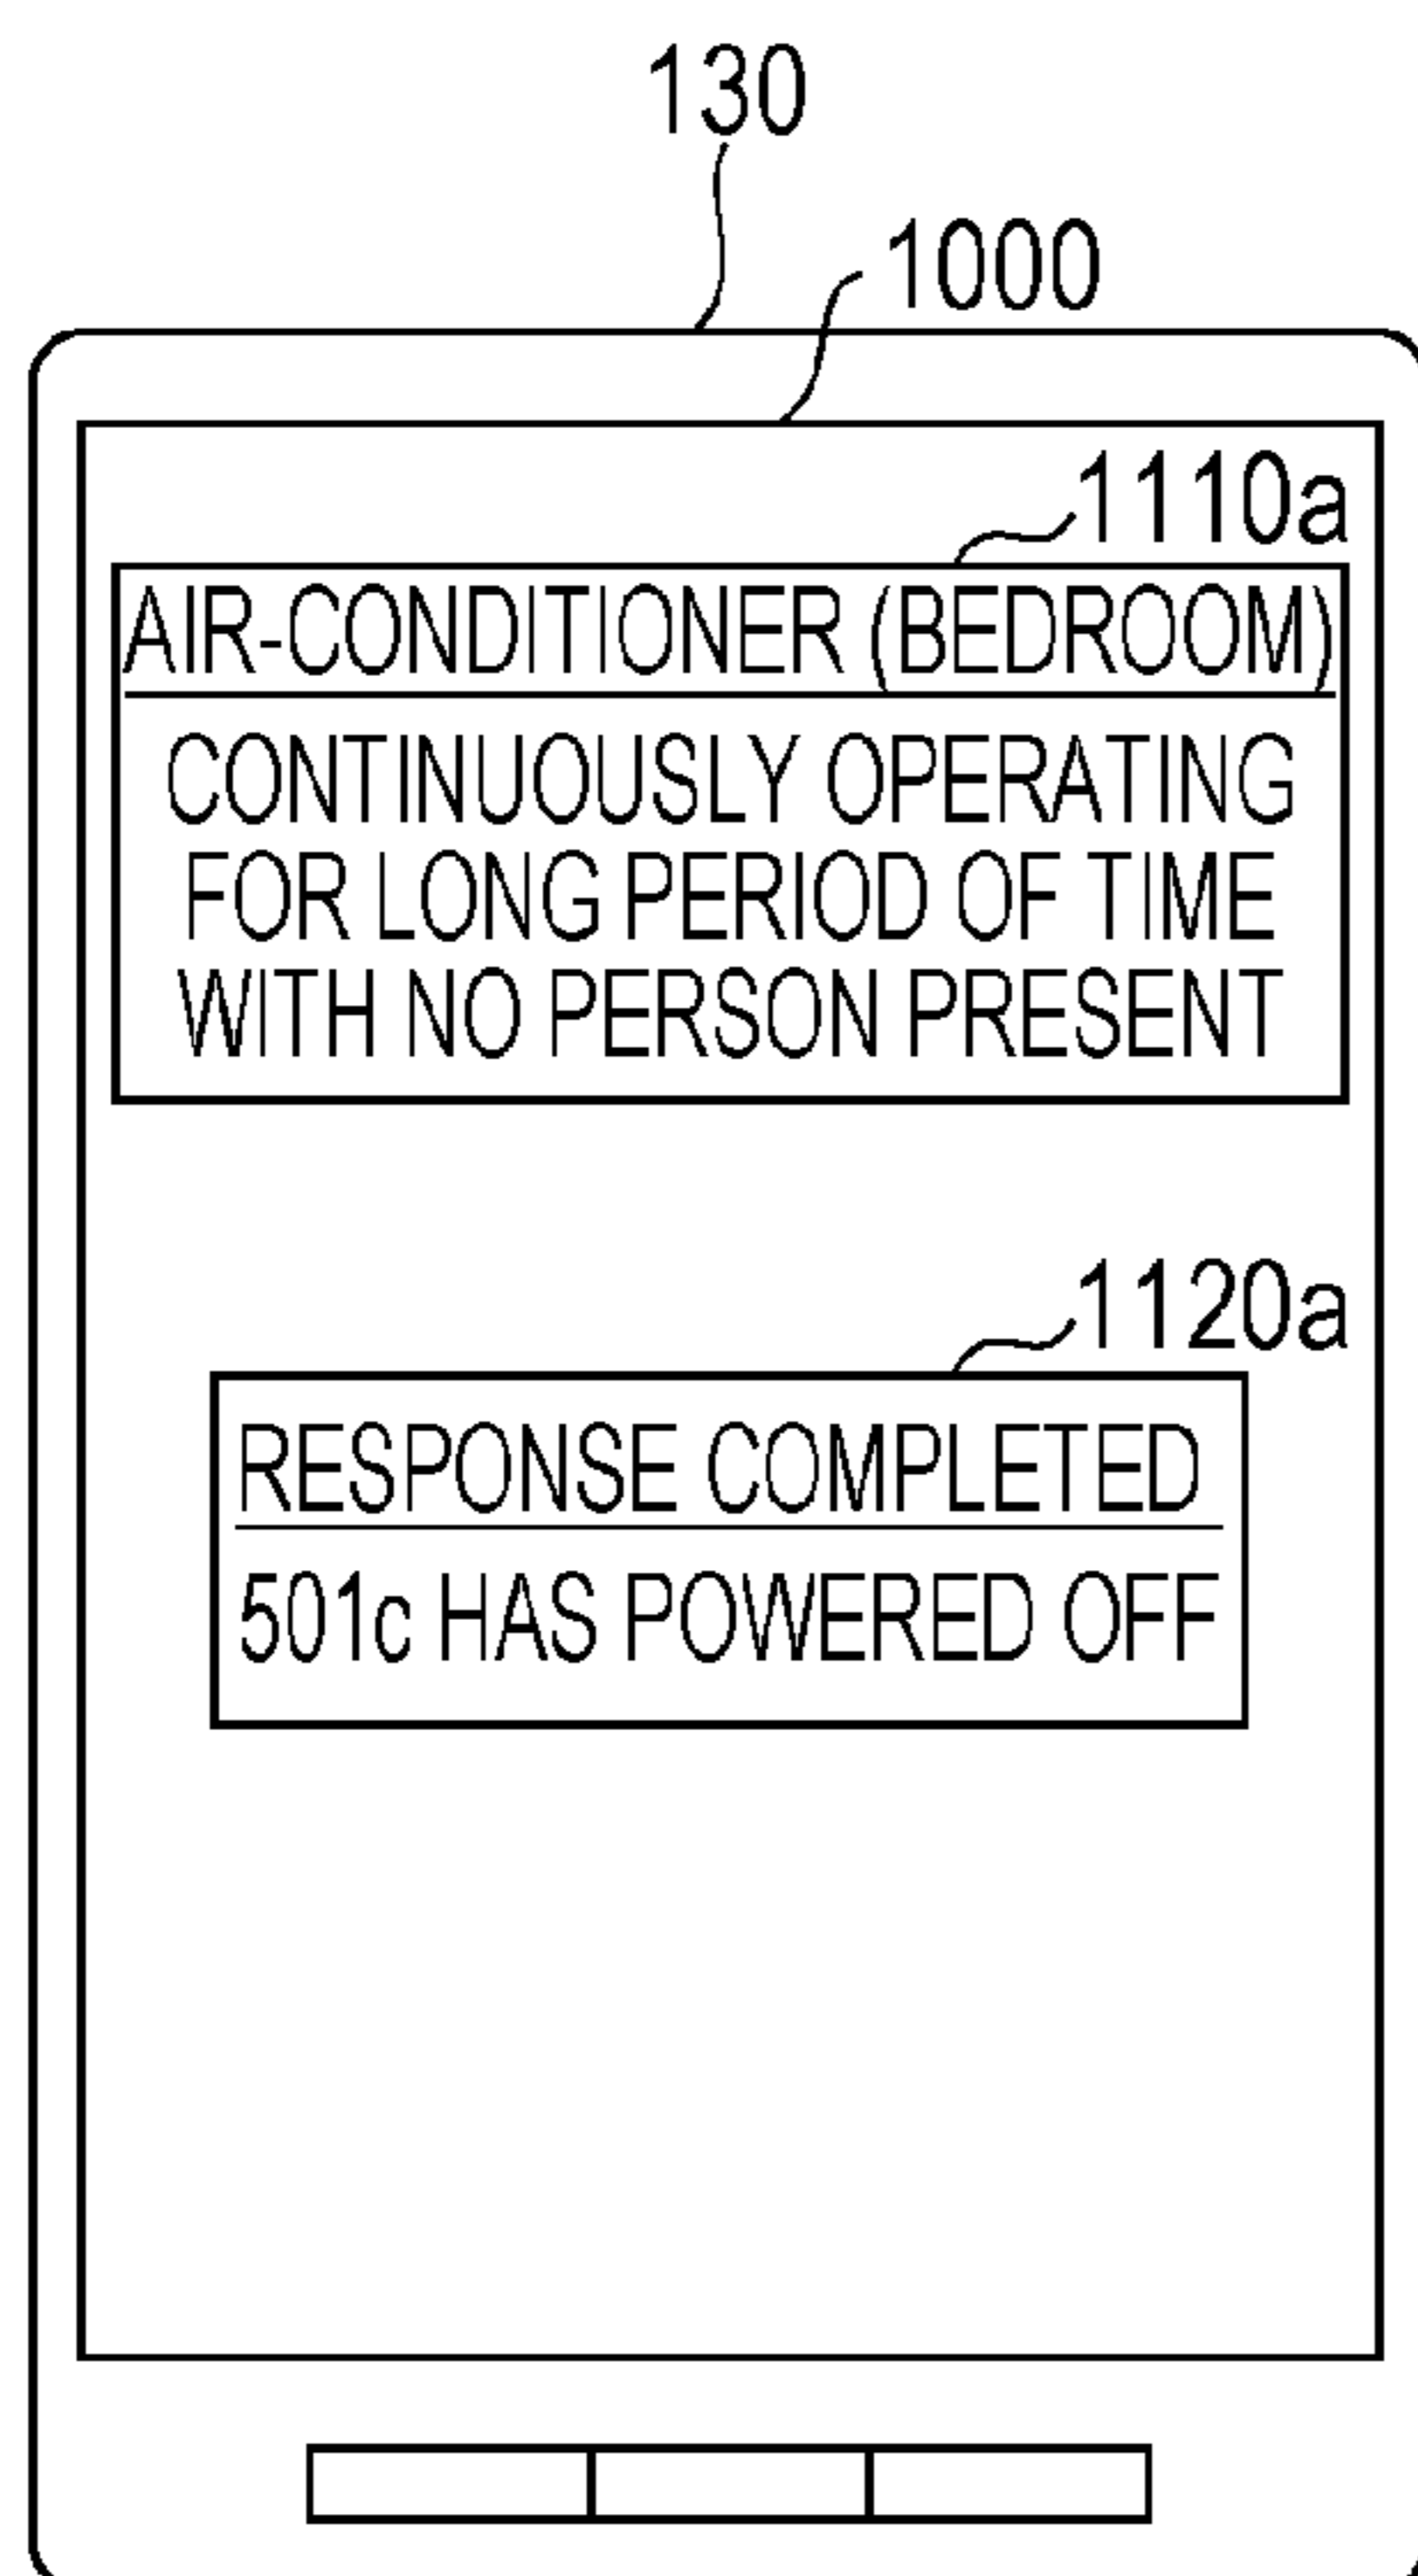 130
1000
1110a
AIR-CONDITIONER (BEDROOM)
CONTINUOUSLY OPERATING
FOR LONG PERIOD OF TIME
WITH NO PERSON PRESENT
1120a
RESPONSE COMPLETED
501c HAS POWERED OFF